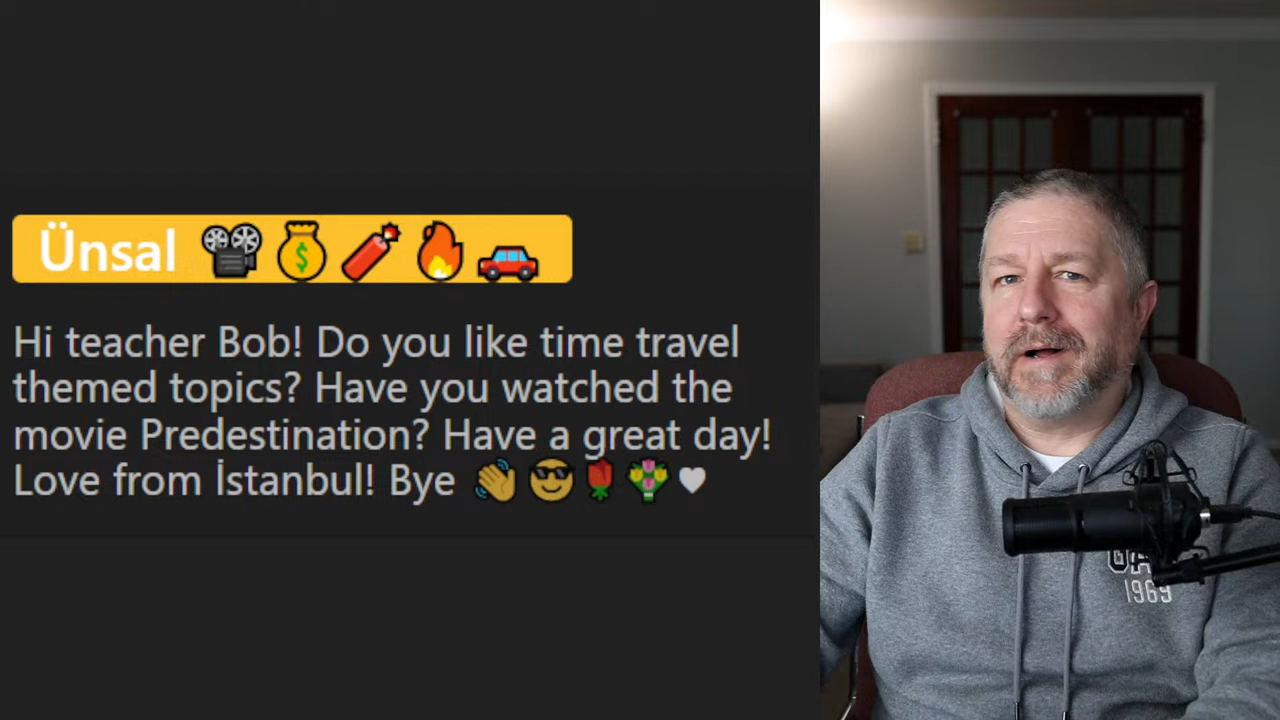 Ünsal 🎥💰🧨🔥🚗
Hi teacher Bob! Do you like time travel
themed topics? Have you watched the
movie Predestination? Have a great day!
Love from İstanbul! Bye 👋😎🌹💐🤍
1969